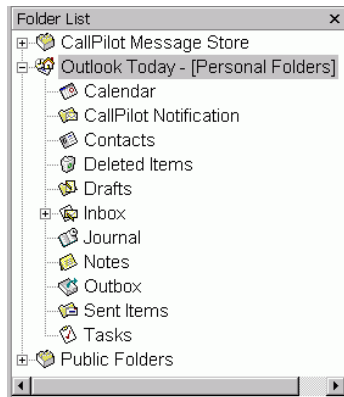 Folder List
CallPilot Message Store
Outlook Today - [Personal Folders]
Calendar
CallPilot Notification
Contacts
Deleted Items
Drafts
Inbox
Journal
Notes
Outbox
Sent Items
Tasks
Public Folders